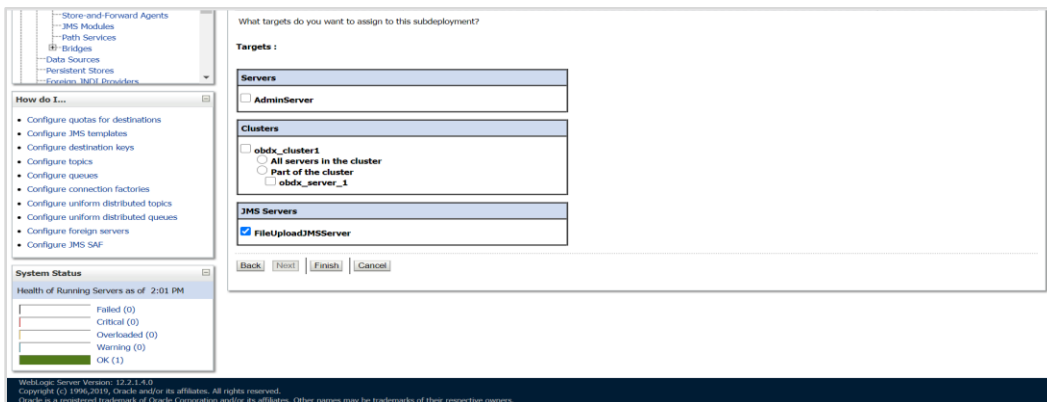 Store-and-Forward Agents
JMS Modules
Path Services
Bridges
Data Sources
Persistent Stores
Foreign JNDI Providers
How do I...
Configure quotas for destinations
Configure JMS templates
Configure destination keys
Configure topics
Configure queues
Configure connection factories
Configure uniform distributed topics
Configure uniform distributed queues
Configure foreign servers
Configure JMS SAF
System Status
Health of Running Servers as of 2:01 PM
Failed (0)
Critical (0)
Overloaded (0)
Warning (0)
OK (1)
What targets do you want to assign to this subdeployment?
Targets :
Servers
AdminServer
Clusters
obdx_cluster1
All servers in the cluster
Part of the cluster
obdx_server_1
JMS Servers
FileUploadJMSServer
Back Next Finish Cancel
WebLogic Server Version: 12.2.1.4.0
Copyright (c) 1996,2019, Oracle and/or its affiliates. All rights reserved.
Oracle is a registered trademark of Oracle Corporation and/or its affiliates. Other names may be trademarks of their respective owners.